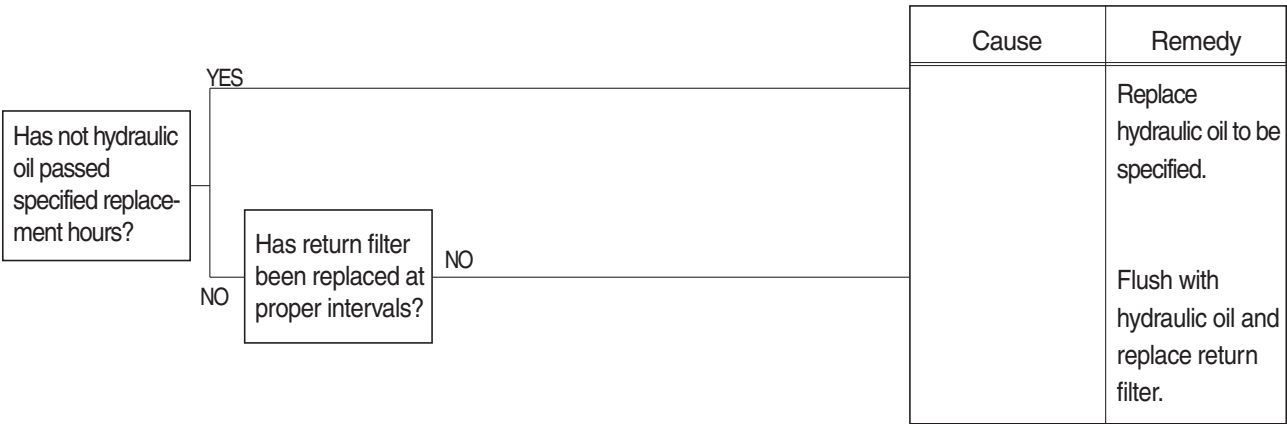 Cause
Remedy
YES
Replace
hydraulic oil to be
specified.
Has not hydraulic
oil passed
specified replace-
ment hours?
NO
Has return filter
been replaced at
proper intervals?
NO
Flush with
hydraulic oil and
replace return
filter.